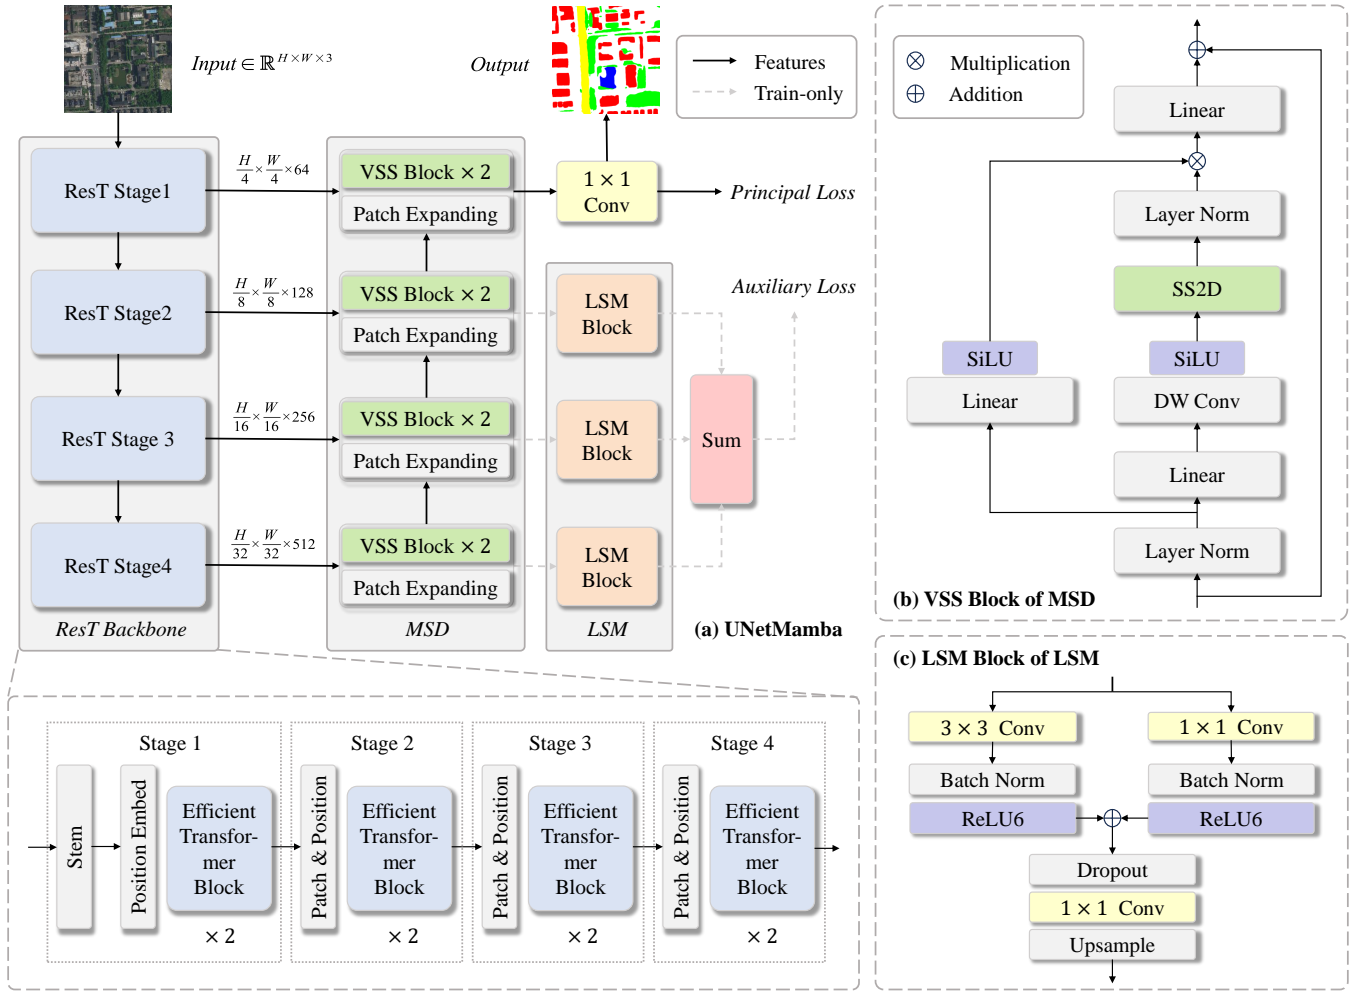 Input ∈ ℝ^{H×W×3}
Output
Features
Train-only
ResT Stage1
H/4 × W/4 × 64
VSS Block × 2
Patch Expanding
1 × 1
Conv
Principal Loss
ResT Stage2
H/8 × W/8 × 128
VSS Block × 2
Patch Expanding
LSM
Block
Auxiliary Loss
ResT Stage 3
H/16 × W/16 × 256
VSS Block × 2
Patch Expanding
LSM
Block
Sum
ResT Stage4
H/32 × W/32 × 512
VSS Block × 2
Patch Expanding
LSM
Block
ResT Backbone
MSD
LSM
(a) UNetMamba
Stage 1
Stem
Position Embed
Efficient
Transfor-
mer
Block
× 2
Stage 2
Patch & Position
Efficient
Transfor-
mer
Block
× 2
Stage 3
Patch & Position
Efficient
Transfor-
mer
Block
× 2
Stage 4
Patch & Position
Efficient
Transfor-
mer
Block
× 2
⊗ Multiplication
⊕ Addition
Linear
Layer Norm
SS2D
SiLU
SiLU
Linear
DW Conv
Linear
Layer Norm
(b) VSS Block of MSD
(c) LSM Block of LSM
3 × 3 Conv
1 × 1 Conv
Batch Norm
Batch Norm
ReLU6
ReLU6
Dropout
1 × 1 Conv
Upsample